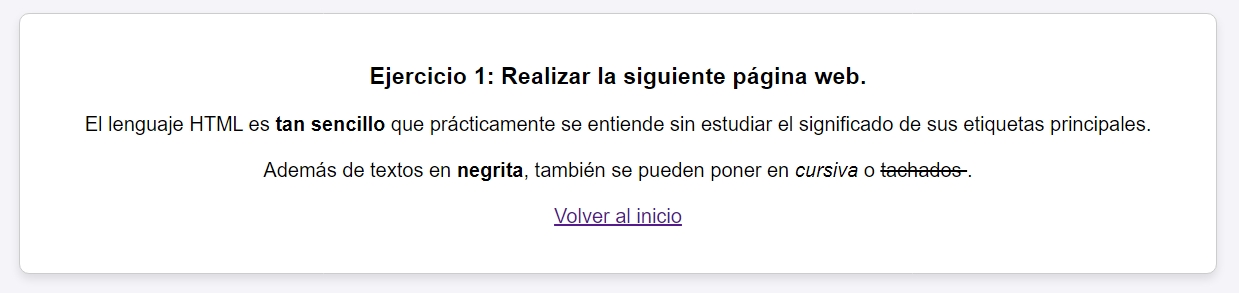 Ejercicio 1: Realizar la siguiente página web.
El lenguaje HTML es tan sencillo que prácticamente se entiende sin estudiar el significado de sus etiquetas principales.
Además de textos en negrita, también se pueden poner en cursiva o tachados .
Volver al inicio